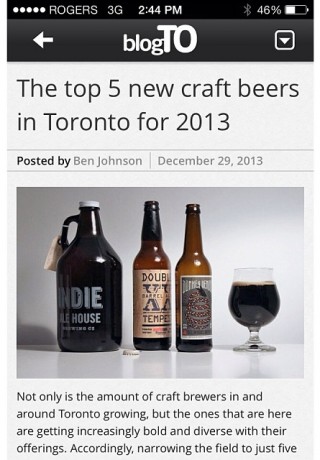 ROGERS 3G 2:44 PM 46%
blogTO
The top 5 new craft beers
in Toronto for 2013
Posted by Ben Johnson December 29, 2013
INDIE
ALE HOUSE
BREWING CO
DOUBL
TEMPE
Not only is the amount of craft brewers in and
around Toronto growing, but the ones that are here
are getting increasingly bold and diverse with their
offerings. Accordingly, narrowing the field to just five